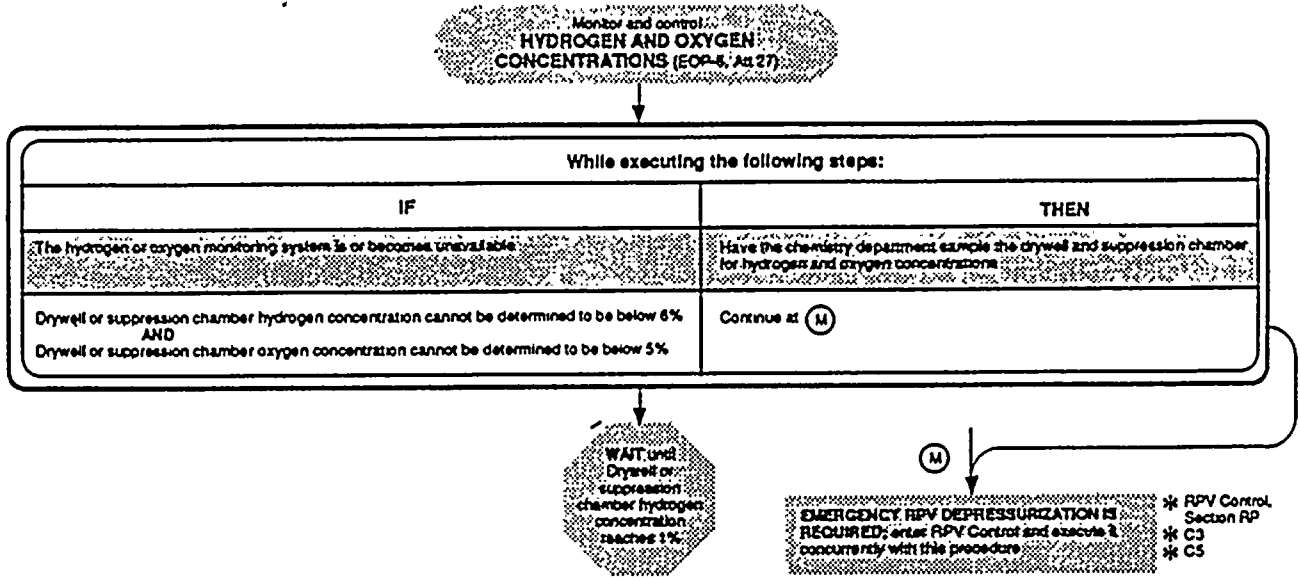 Monitor and control
HYDROGEN AND OXYGEN
CONCENTRATIONS (EOP-6, Att 27)
While executing the following steps:
IF
THEN
The hydrogen or oxygen monitoring system is or becomes unavailable
Have the chemistry department sample the drywell and suppression chamber
for hydrogen and oxygen concentrations
Drywell or suppression chamber hydrogen concentration cannot be determined to be below 6%
AND
Drywell or suppression chamber oxygen concentration cannot be determined to be below 5%
Continue at M
WAIT until
Drywell or
suppression
chamber hydrogen
concentration
reaches 1%
M
EMERGENCY RPV DEPRESSURIZATION IS
REQUIRED; enter RPV Control and execute it
concurrently with this procedure
* RPV Control,
Section RP
* C3
* C5